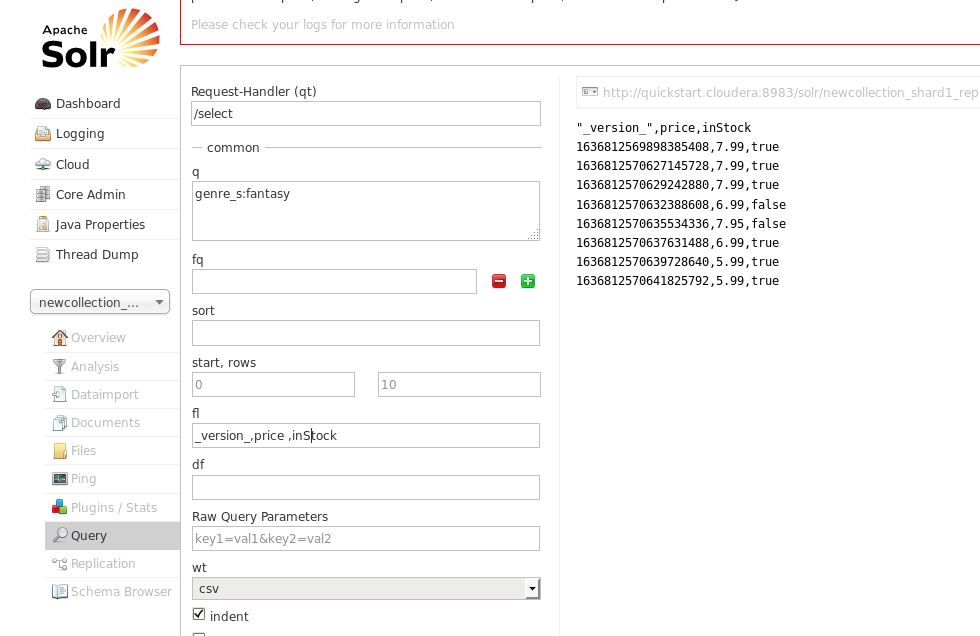 Please check your logs for more information
Apache
Solr
Dashboard
Logging
Cloud
Core Admin
Java Properties
Thread Dump
newcollection_...
Overview
Analysis
Dataimport
Documents
Files
Ping
Plugins / Stats
Query
Replication
Schema Browser
Request-Handler (qt)
/select
common
q
genre_s:fantasy
fq
sort
start, rows
0
10
fl
_version_,price ,inStock
df
Raw Query Parameters
key1=val1&key2=val2
wt
csv
indent
http://quickstart.cloudera:8983/solr/newcollection_shard1_rep
"_version_",price,inStock
1636812569898385408,7.99,true
1636812570627145728,7.99,true
1636812570629242880,7.99,true
1636812570632388608,6.99,false
1636812570635534336,7.95,false
1636812570637631488,6.99,true
1636812570639728640,5.99,true
1636812570641825792,5.99,true